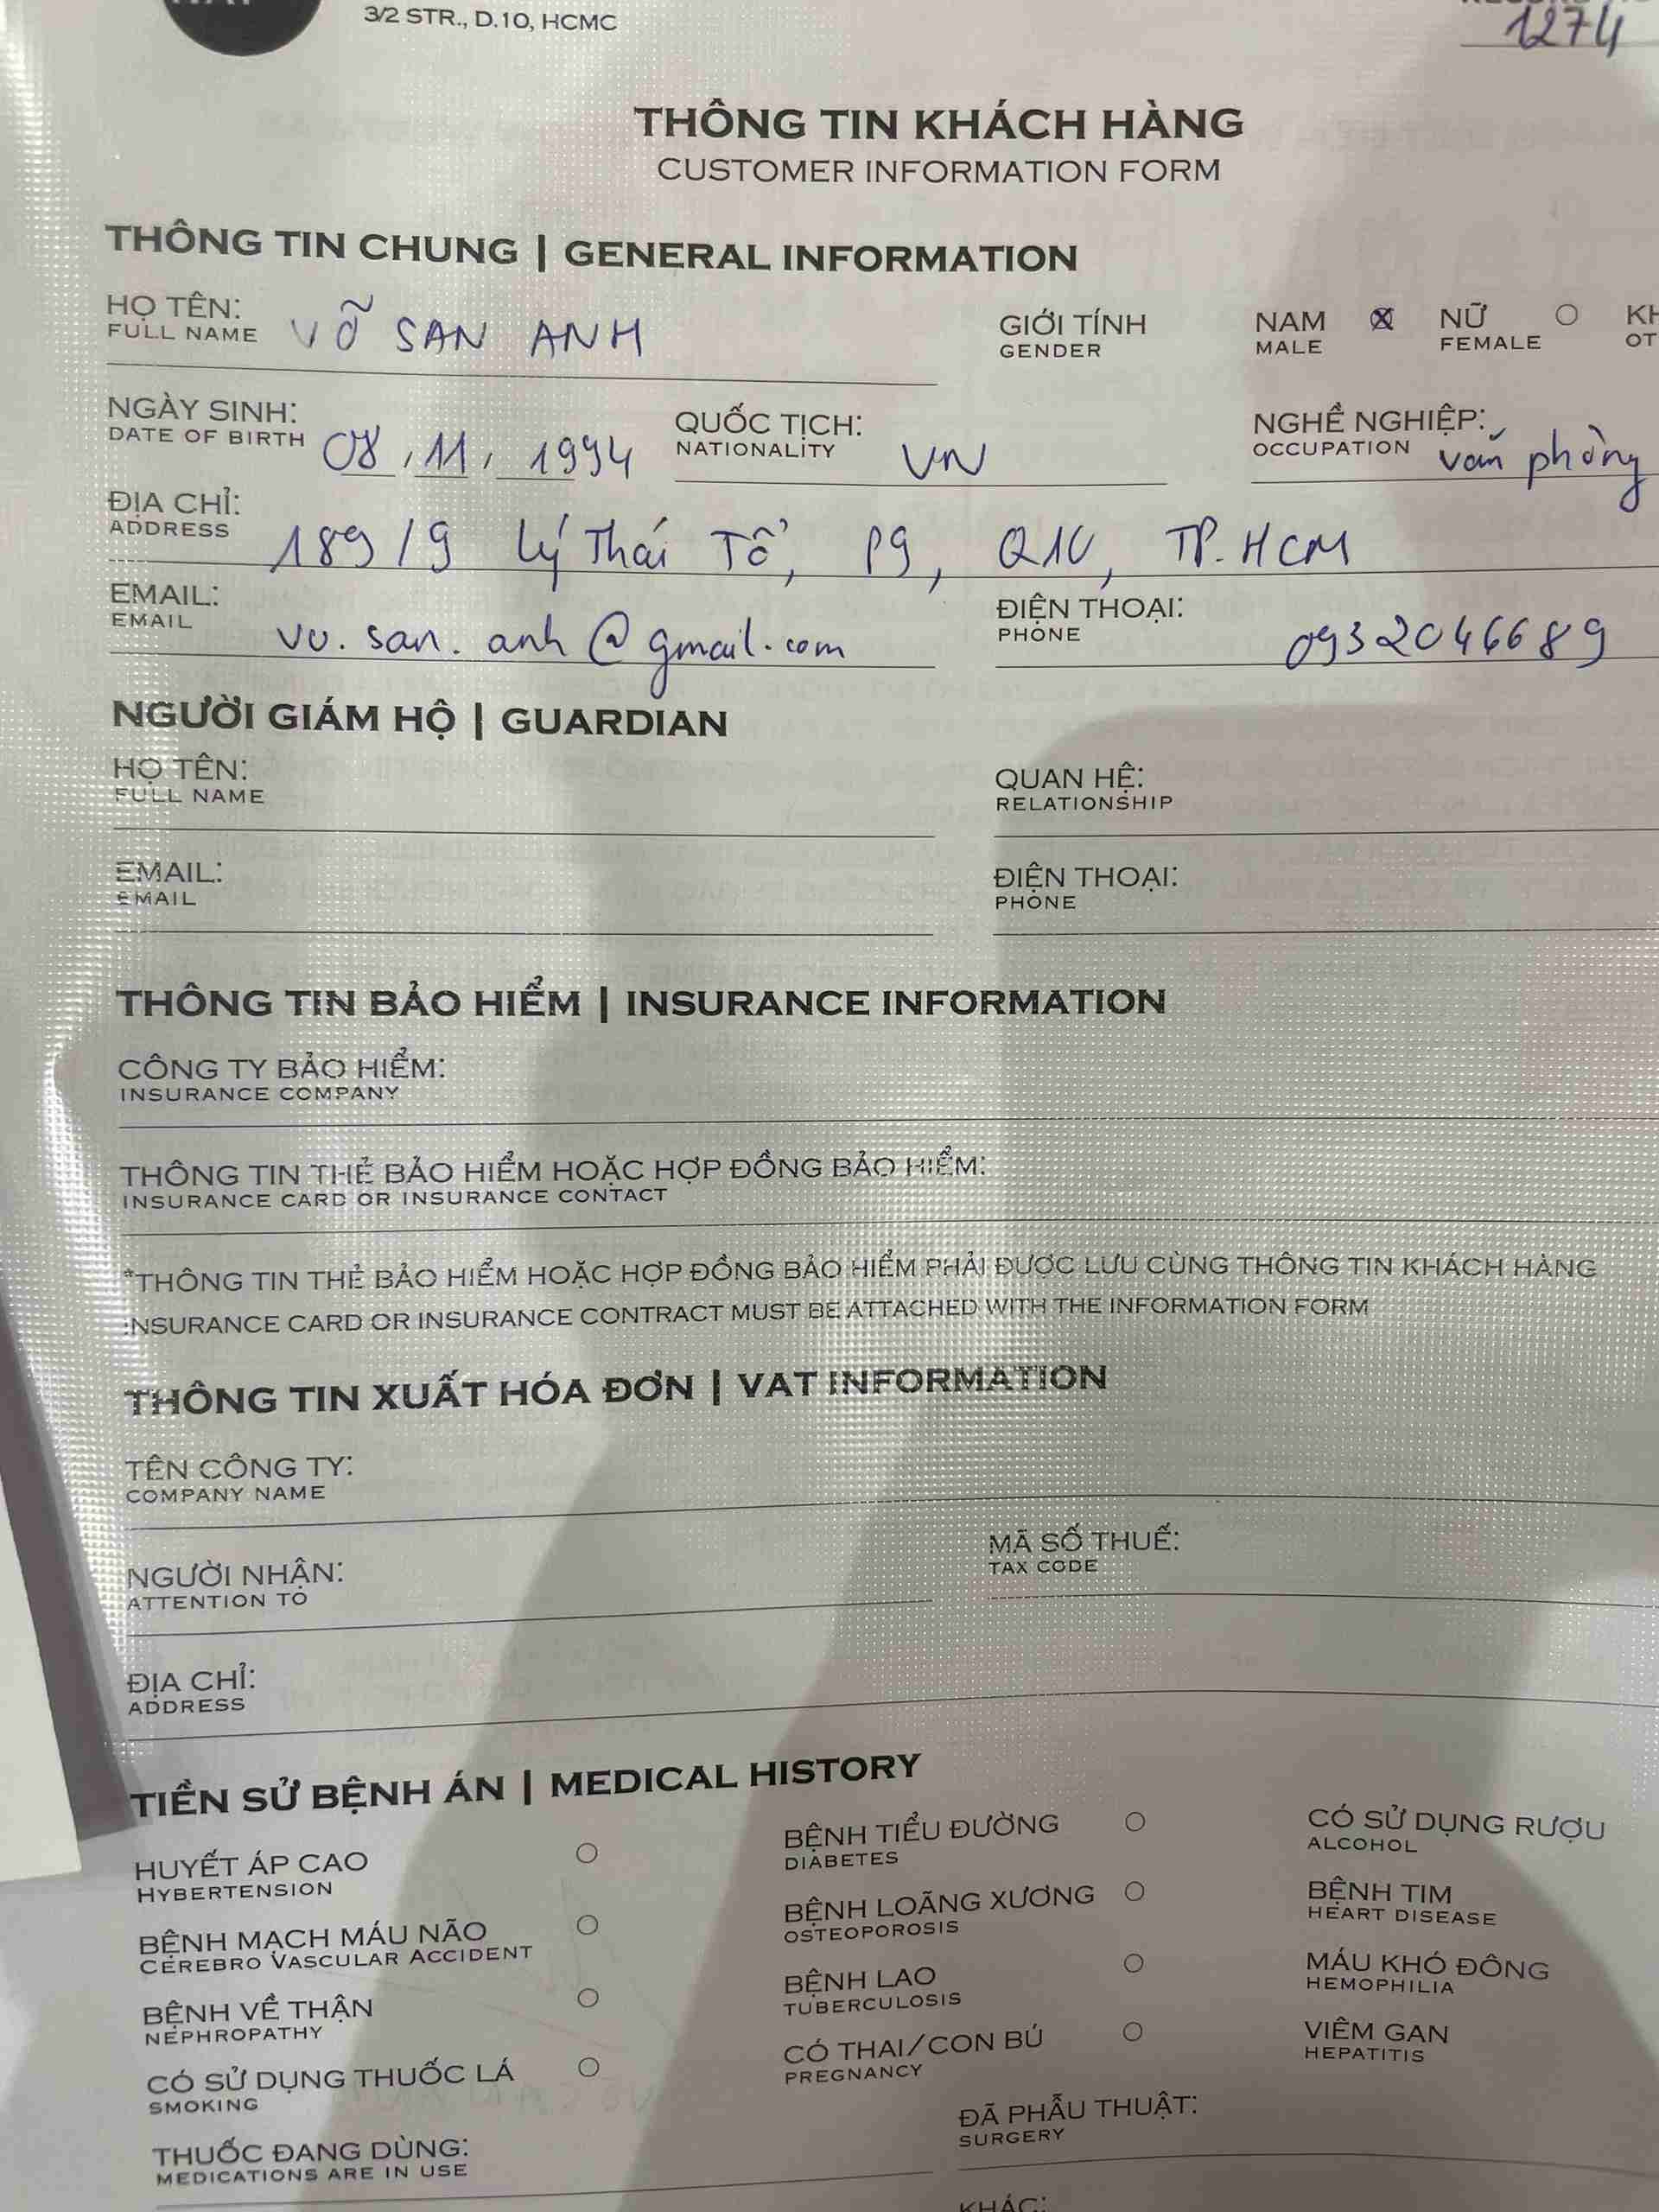 3/2 STR., D.10, HCMC
1274
THÔNG TIN KHÁCH HÀNG
CUSTOMER INFORMATION FORM
THÔNG TIN CHUNG | GENERAL INFORMATION
HỌ TÊN: VÕ SAN ANH GIỚI TÍNH NAM NỮ
FULL NAME GENDER MALE FEMALE
NGÀY SINH: 08, 11, 1994 QUỐC TỊCH: VN NGHỀ NGHIỆP: văn phòng
DATE OF BIRTH NATIONALITY OCCUPATION
ĐỊA CHỈ: 189/9 Lý Thái Tổ, P9, Q10, TP.HCM
ADDRESS
EMAIL: vo.san.anh@gmail.com ĐIỆN THOẠI: 0932046689
EMAIL PHONE
NGƯỜI GIÁM HỘ | GUARDIAN
HỌ TÊN: QUAN HỆ:
FULL NAME RELATIONSHIP
EMAIL: ĐIỆN THOẠI:
EMAIL PHONE
THÔNG TIN BẢO HIỂM | INSURANCE INFORMATION
CÔNG TY BẢO HIỂM:
INSURANCE COMPANY
THÔNG TIN THẺ BẢO HIỂM HOẶC HỢP ĐỒNG BẢO HIỂM:
INSURANCE CARD OR INSURANCE CONTACT
*THÔNG TIN THẺ BẢO HIỂM HOẶC HỢP ĐỒNG BẢO HIỂM PHẢI ĐƯỢC LƯU CÙNG THÔNG TIN KHÁCH HÀNG
INSURANCE CARD OR INSURANCE CONTRACT MUST BE ATTACHED WITH THE INFORMATION FORM
THÔNG TIN XUẤT HÓA ĐƠN | VAT INFORMATION
TÊN CÔNG TY:
COMPANY NAME
NGƯỜI NHẬN: MÃ SỐ THUẾ:
ATTENTION TO TAX CODE
ĐỊA CHỈ:
ADDRESS
TIỀN SỬ BỆNH ÁN | MEDICAL HISTORY
HUYẾT ÁP CAO BỆNH TIỂU ĐƯỜNG CÓ SỬ DỤNG RƯỢU
HYBERTENSION DIABETES ALCOHOL
BỆNH MẠCH MÁU NÃO BỆNH LOÃNG XƯƠNG BỆNH TIM
CEREBRO VASCULAR ACCIDENT OSTEOPOROSIS HEART DISEASE
BỆNH VỀ THẬN BỆNH LAO MÁU KHÓ ĐÔNG
NEPHROPATHY TUBERCULOSIS HEMOPHILIA
CÓ SỬ DỤNG THUỐC LÁ CÓ THAI/CON BÚ VIÊM GAN
SMOKING PREGNANCY HEPATITIS
THUỐC ĐANG DÙNG: ĐÃ PHẪU THUẬT:
MEDICATIONS ARE IN USE SURGERY
KHÁC: